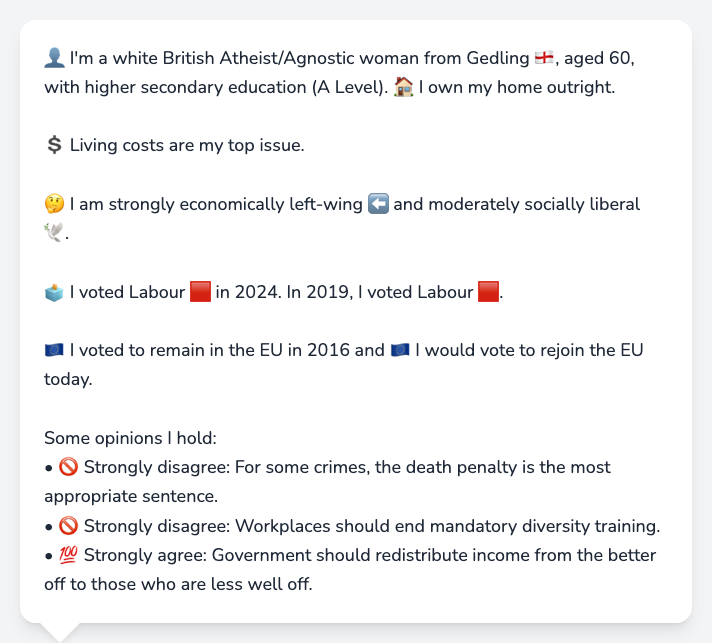 👤 I'm a white British Atheist/Agnostic woman from Gedling 🏴󠁧󠁢󠁥󠁮󠁧󠁿, aged 60,
with higher secondary education (A Level). 🏠 I own my home outright.
💲 Living costs are my top issue.
🤔 I am strongly economically left-wing ⬅️ and moderately socially liberal
🕊️.
🗳️ I voted Labour 🟥 in 2024. In 2019, I voted Labour 🟥.
🇪🇺 I voted to remain in the EU in 2016 and 🇪🇺 I would vote to rejoin the EU
today.
Some opinions I hold:
• 🚫 Strongly disagree: For some crimes, the death penalty is the most
appropriate sentence.
• 🚫 Strongly disagree: Workplaces should end mandatory diversity training.
• 💯 Strongly agree: Government should redistribute income from the better
off to those who are less well off.